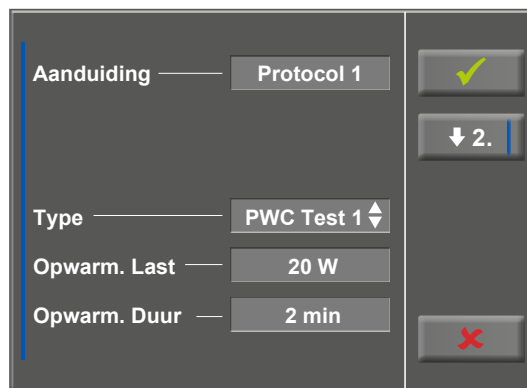 Aanduiding Protocol 1
2.
Type PWC Test 1
Opwarm. Last 20 W
Opwarm. Duur 2 min